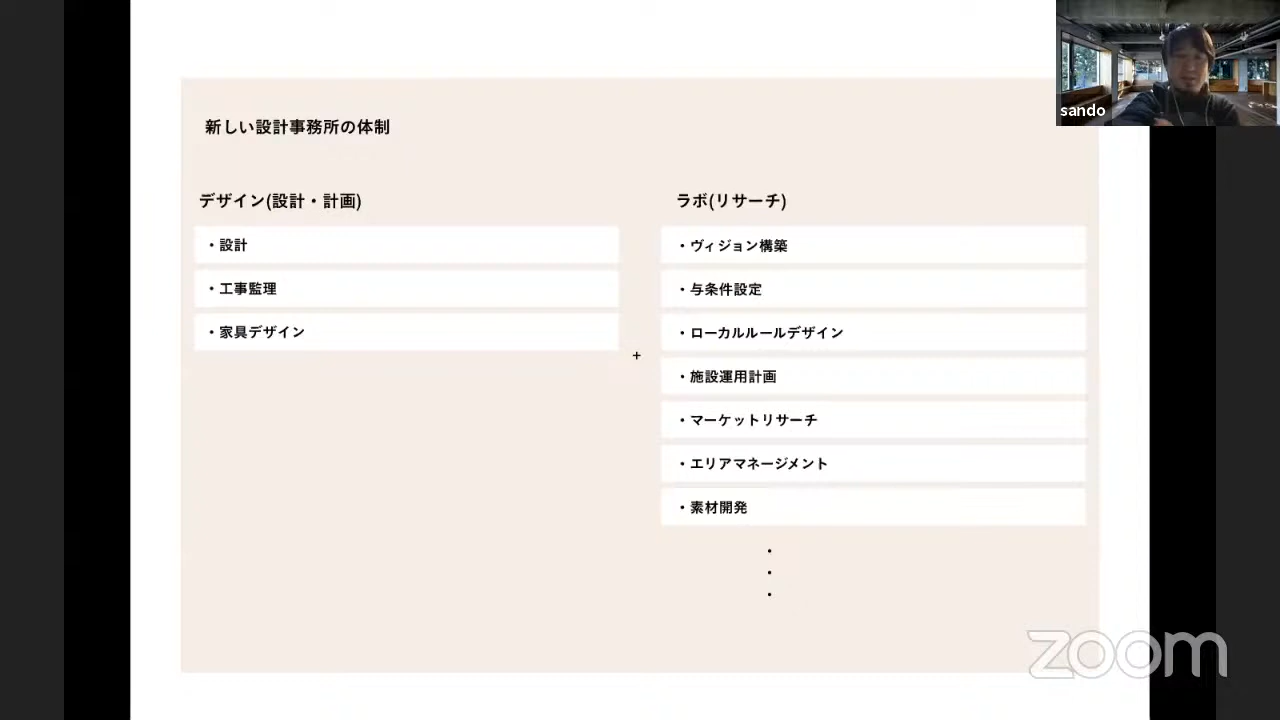 新しい設計事務所の体制
デザイン(設計・計画)
・設計
・工事監理
・家具デザイン
+
ラボ(リサーチ)
・ヴィジョン構築
・与条件設定
・ローカルルールデザイン
・施設運用計画
・マーケットリサーチ
・エリアマネージメント
・素材開発
・
・
・
sando
zoom